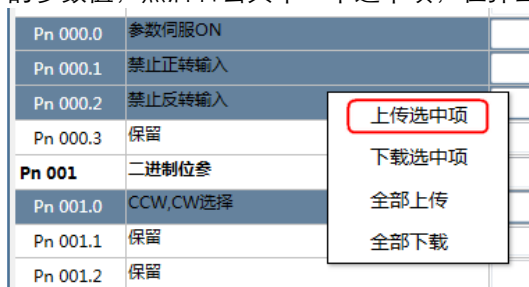 Pn 000.0 参数伺服ON
Pn 000.1 禁止正转输入
Pn 000.2 禁止反转输入
Pn 000.3 保留
Pn 001 二进制位参
Pn 001.0 CCW,CW选择
Pn 001.1 保留
Pn 001.2 保留
上传选中项
下载选中项
全部上传
全部下载